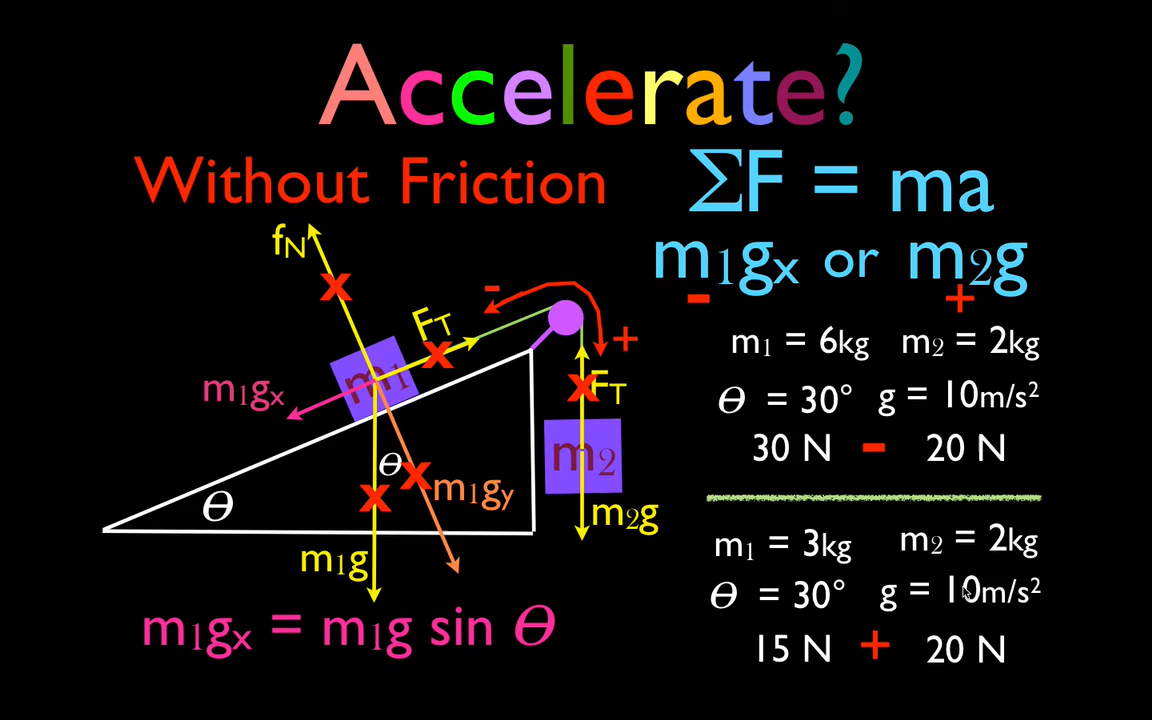 Accelerate?
Without Friction
ΣF = ma
m₁gₓ or m₂g
- +
fN
FT
- +
m₁
m₁gₓ
FT
m₂
θ
m₁gᵧ
m₂g
θ
m₁g
m₁gₓ = m₁g sin θ
m₁ = 6kg m₂ = 2kg
θ = 30° g = 10m/s²
30 N - 20 N
m₁ = 3kg m₂ = 2kg
θ = 30° g = 10m/s²
15 N + 20 N